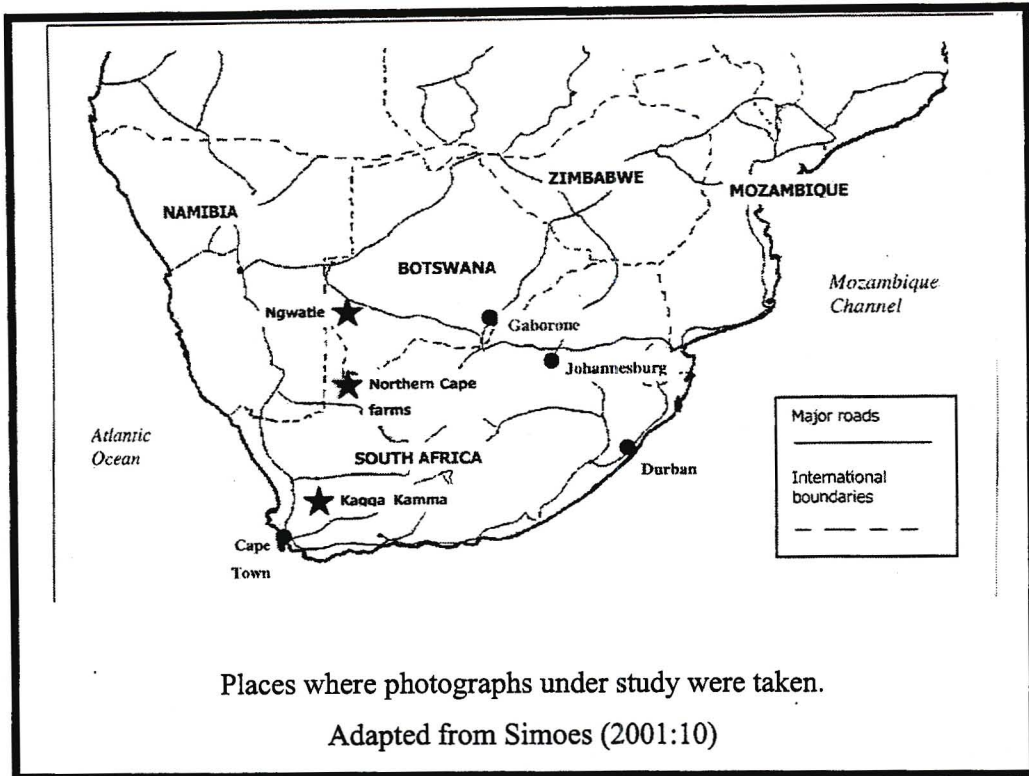 ZIMBABWE
MOZAMBIQUE
NAMIBIA
BOTSWANA
Mozambique
Channel
Ngwatle
Gaborone
Johannesburg
Northern Cape
farms
Major roads
Atlantic
Ocean
SOUTH AFRICA
Durban
International
boundaries
Kagga Kamma
Cape
Town
Places where photographs under study were taken.
Adapted from Simoes (2001:10)